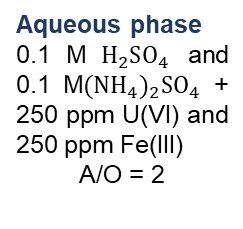 Aqueous phase
0.1 M H₂SO₄ and
0.1 M(NH₄)₂SO₄ +
250 ppm U(VI) and
250 ppm Fe(III)
A/O = 2